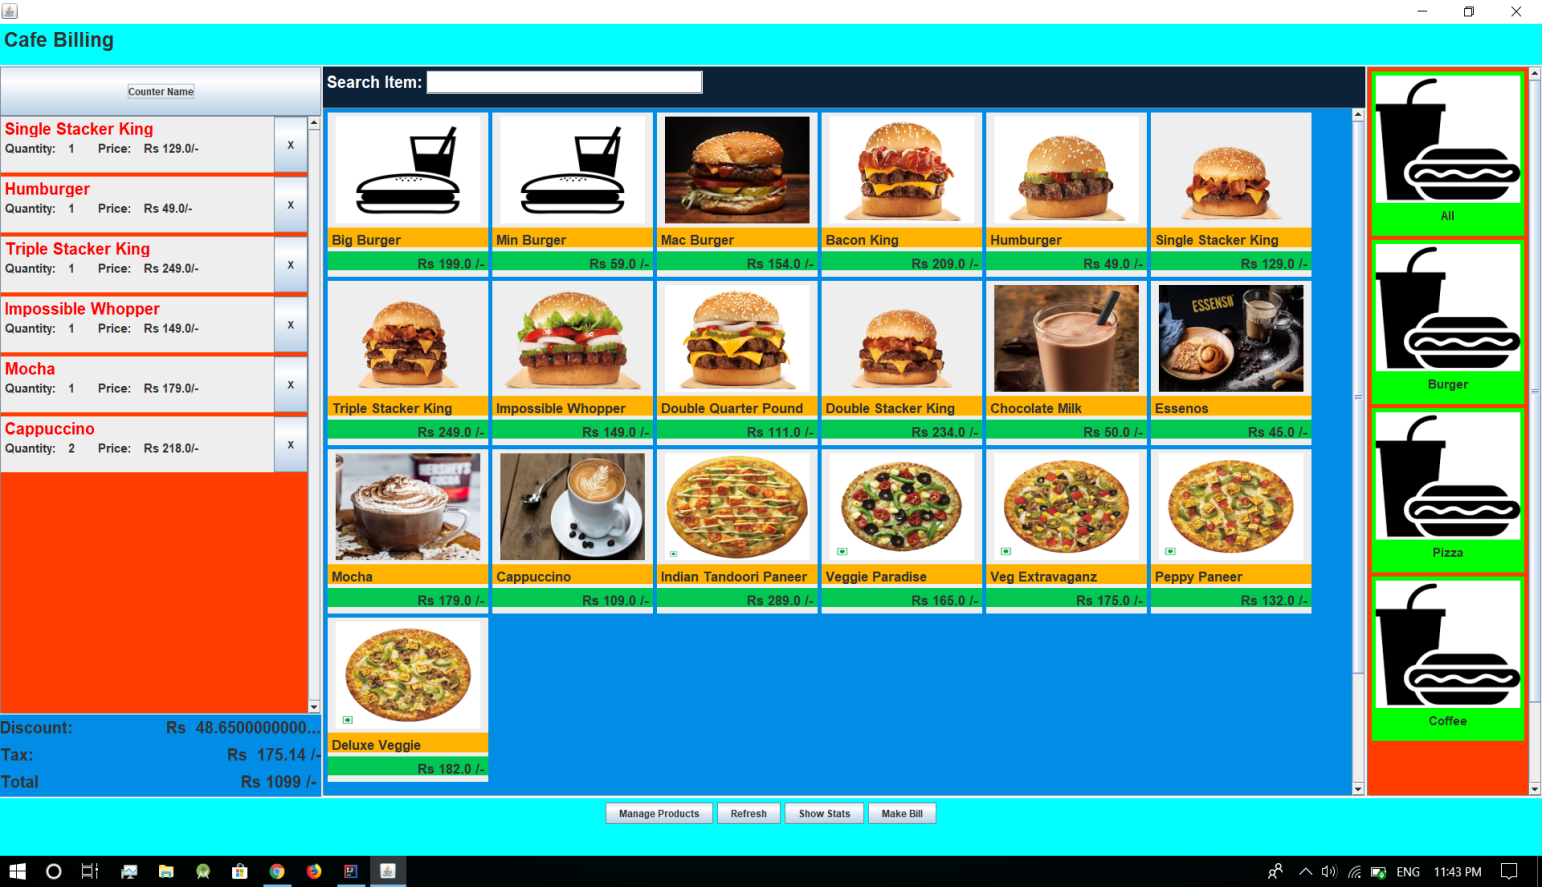 Cafe Billing
Counter Name
Single Stacker King
Quantity: 1 Price: Rs 129.0/-
X
Humburger
Quantity: 1 Price: Rs 49.0/-
X
Triple Stacker King
Quantity: 1 Price: Rs 249.0/-
X
Impossible Whopper
Quantity: 1 Price: Rs 149.0/-
X
Mocha
Quantity: 1 Price: Rs 179.0/-
X
Cappuccino
Quantity: 2 Price: Rs 218.0/-
X
Discount: Rs 48.6500000000...
Tax: Rs 175.14 /-
Total Rs 1099 /-
Search Item:
Big Burger
Rs 199.0 /-
Min Burger
Rs 59.0 /-
Mac Burger
Rs 154.0 /-
Bacon King
Rs 209.0 /-
Humburger
Rs 49.0 /-
Single Stacker King
Rs 129.0 /-
Triple Stacker King
Rs 249.0 /-
Impossible Whopper
Rs 149.0 /-
Double Quarter Pound
Rs 111.0 /-
Double Stacker King
Rs 234.0 /-
Chocolate Milk
Rs 50.0 /-
ESSENSO
Essenos
Rs 45.0 /-
HERSHEY'S
COCOA
Mocha
Rs 179.0 /-
Cappuccino
Rs 109.0 /-
Indian Tandoori Paneer
Rs 289.0 /-
Veggie Paradise
Rs 165.0 /-
Veg Extravaganz
Rs 175.0 /-
Peppy Paneer
Rs 132.0 /-
Deluxe Veggie
Rs 182.0 /-
All
Burger
Pizza
Coffee
Manage Products
Refresh
Show Stats
Make Bill
ENG
11:43 PM